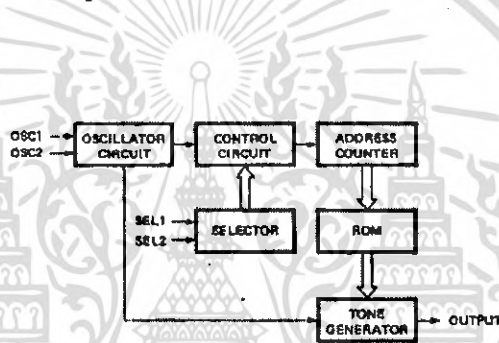 OSC1
OSC2
OSCILLATOR
CIRCUIT
CONTROL
CIRCUIT
ADDRESS
COUNTER
SEL1
SEL2
SELECTOR
ROM
TONE
GENERATOR
OUTPUT